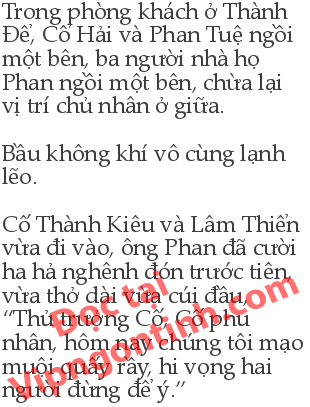 Trong phòng khách ở Thành
Để, Cố Hải và Phan Tuệ ngồi
một bên, ba người nhà họ
Phan ngồi một bên, chừa lại
vị trí chủ nhân ở giữa.
Bầu không khí vô cùng lạnh
lẽo.
Cố Thành Kiêu và Lâm Thiển
vừa đi vào, ông Phan đã cười
ha hả nghênh đón trước tiên,
vừa thở dài vừa cúi đầu,
“Thủ trưởng Cố, Cố phu
nhân, hôm nay chúng tôi mạo
muội quấy rầy, hi vọng hai
người đừng để ý.”
Đọc tại
Vipngontinh.com